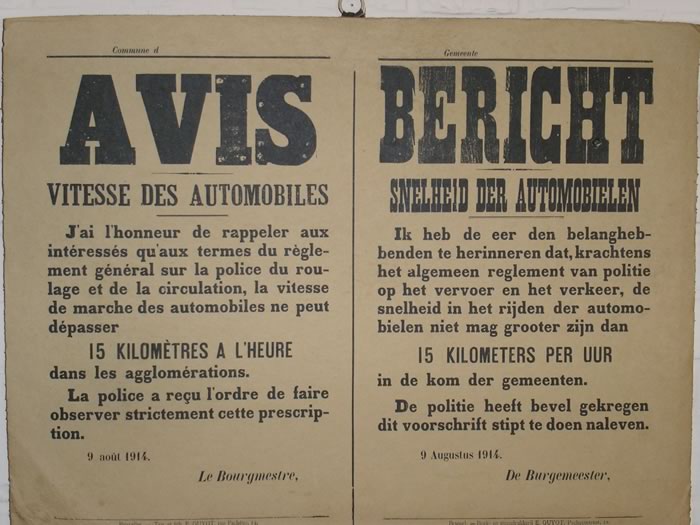 Commune d
AVIS
VITESSE DES AUTOMOBILES
J'ai l'honneur de rappeler aux
intéressés qu'aux termes du règle-
ment général sur la police du rou-
lage et de la circulation, la vitesse
de marche des automobiles ne peut
dépasser
15 KILOMÈTRES A L'HEURE
dans les agglomérations.
La police a reçu l'ordre de faire
observer strictement cette prescrip-
tion.
9 août 1914.
Le Bourgmestre,
Gemeente
BERICHT
SNELHEID DER AUTOMOBIELEN
Ik heb de eer den belangheb-
benden te herinneren dat, krachtens
het algemeen reglement van politie
op het vervoer en het verkeer, de
snelheid in het rijden der automo-
bielen niet mag grooter zijn dan
15 KILOMETERS PER UUR
in de kom der gemeenten.
De politie heeft bevel gekregen
dit voorschrift stipt te doen naleven.
9 Augustus 1914.
De Burgemeester,